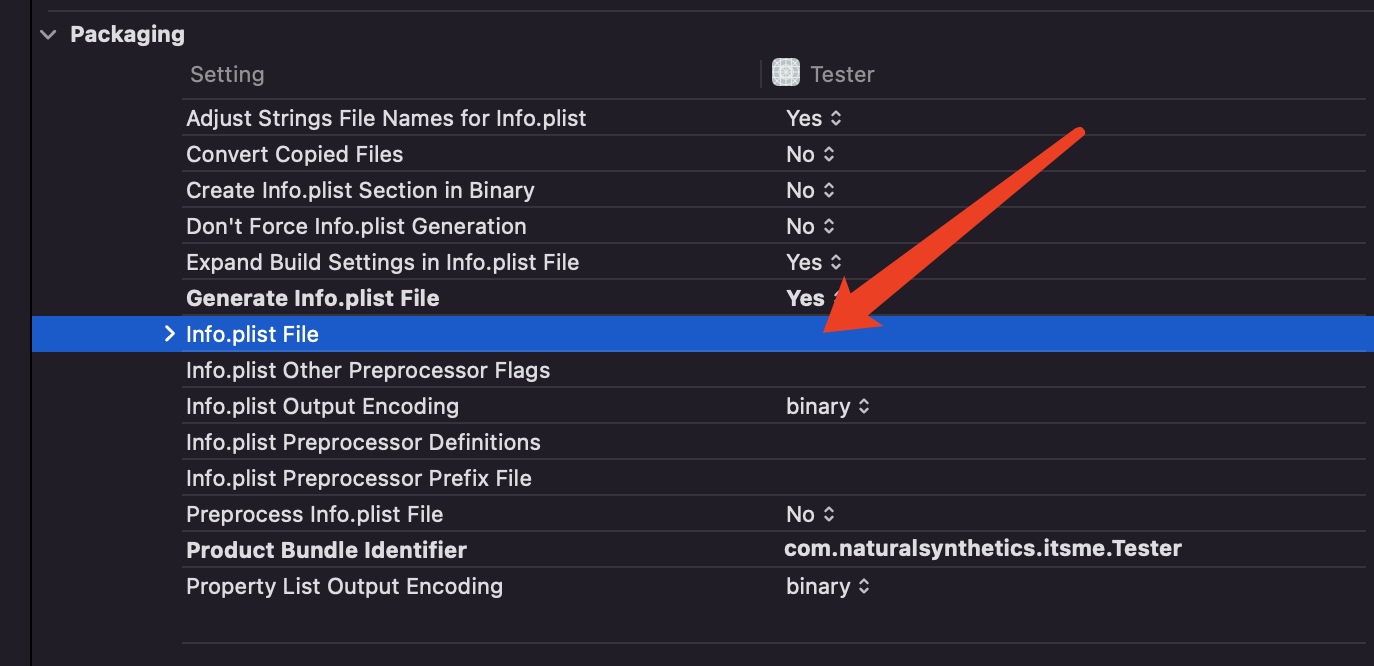 Packaging
Setting Tester
Adjust Strings File Names for Info.plist Yes
Convert Copied Files No
Create Info.plist Section in Binary No
Don't Force Info.plist Generation No
Expand Build Settings in Info.plist File Yes
Generate Info.plist File Yes
Info.plist File
Info.plist Other Preprocessor Flags
Info.plist Output Encoding binary
Info.plist Preprocessor Definitions
Info.plist Preprocessor Prefix File
Preprocess Info.plist File No
Product Bundle Identifier com.naturalsynthetics.itsme.Tester
Property List Output Encoding binary